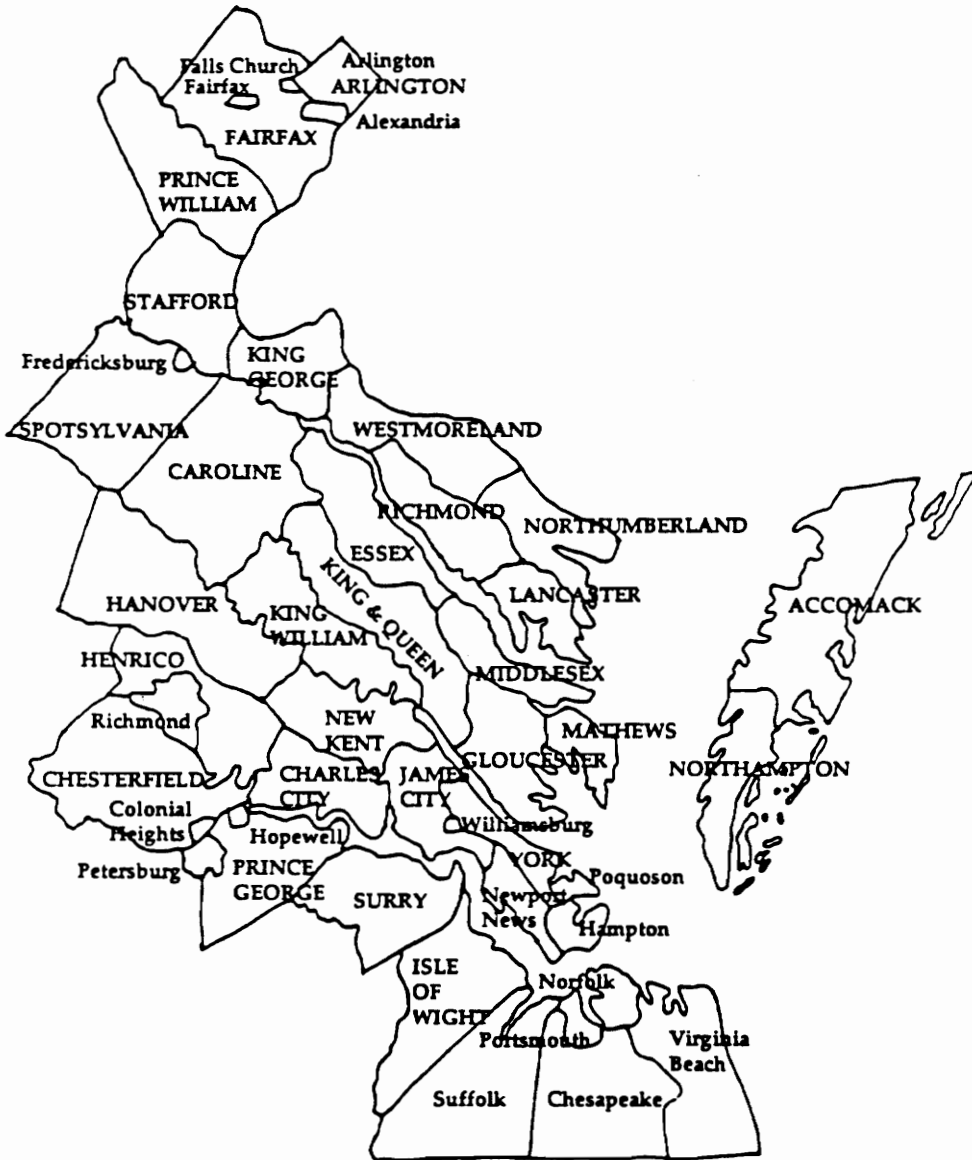 Falls Church
Fairfax
Arlington
ARLINGTON
Alexandria
FAIRFAX
PRINCE
WILLIAM
STAFFORD
Fredericksburg
KING
GEORGE
SPOTSYLVANIA
WESTMORELAND
CAROLINE
RICHMOND
NORTHUMBERLAND
ESSEX
KING & QUEEN
LANCASTER
ACCOMACK
HANOVER
KING
WILLIAM
HENRICO
MIDDLESEX
Richmond
NEW
KENT
MATHEWS
GLOUCESTER
NORTHAMPTON
CHESTERFIELD
CHARLES
CITY
JAMES
CITY
Colonial
Heights
Hopewell
Williamsburg
Petersburg
PRINCE
GEORGE
YORK
Poquoson
SURRY
Newport
News
Hampton
ISLE
OF
WIGHT
Norfolk
Portsmouth
Virginia
Beach
Suffolk
Chesapeake